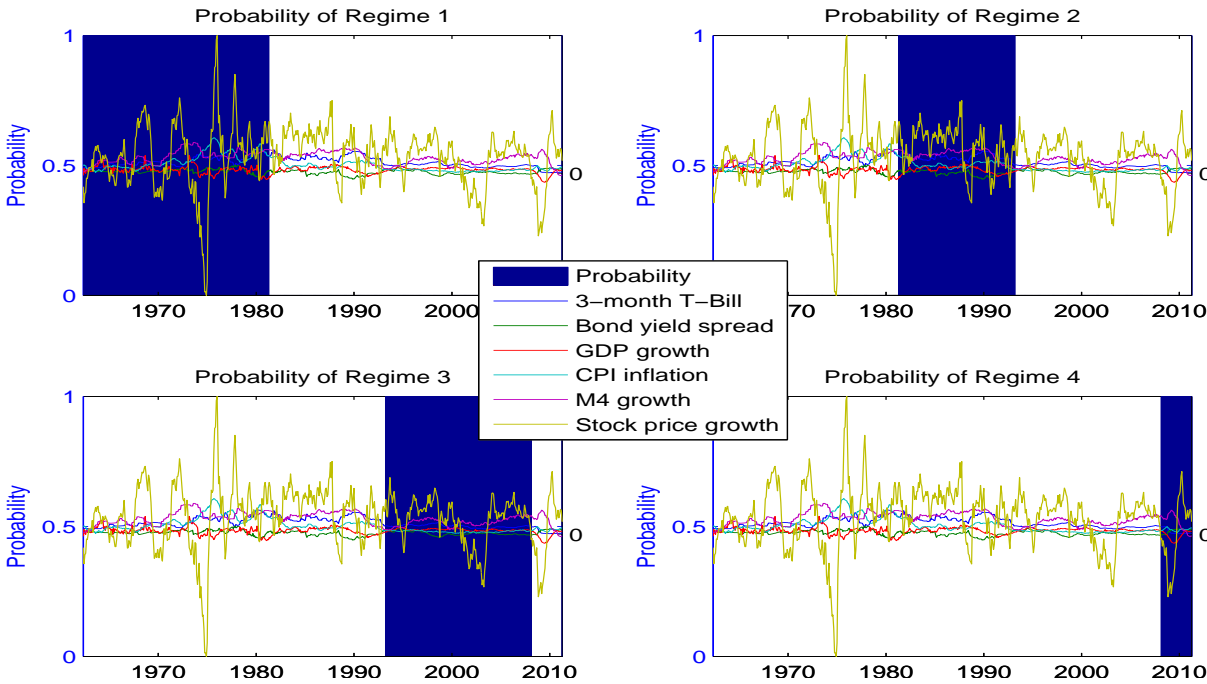 Probability of Regime 1
Probability of Regime 2
1
0.5
0
Probability
0
1970
1980
1990
2000
1
0.5
0
Probability
0
1970
1980
1990
2000
2010
Probability
3−month T−Bill
Bond yield spread
GDP growth
CPI inflation
M4 growth
Stock price growth
Probability of Regime 3
Probability of Regime 4
1
0.5
0
Probability
0
1970
1980
1990
2000
2010
1
0.5
0
Probability
0
1970
1980
1990
2000
2010